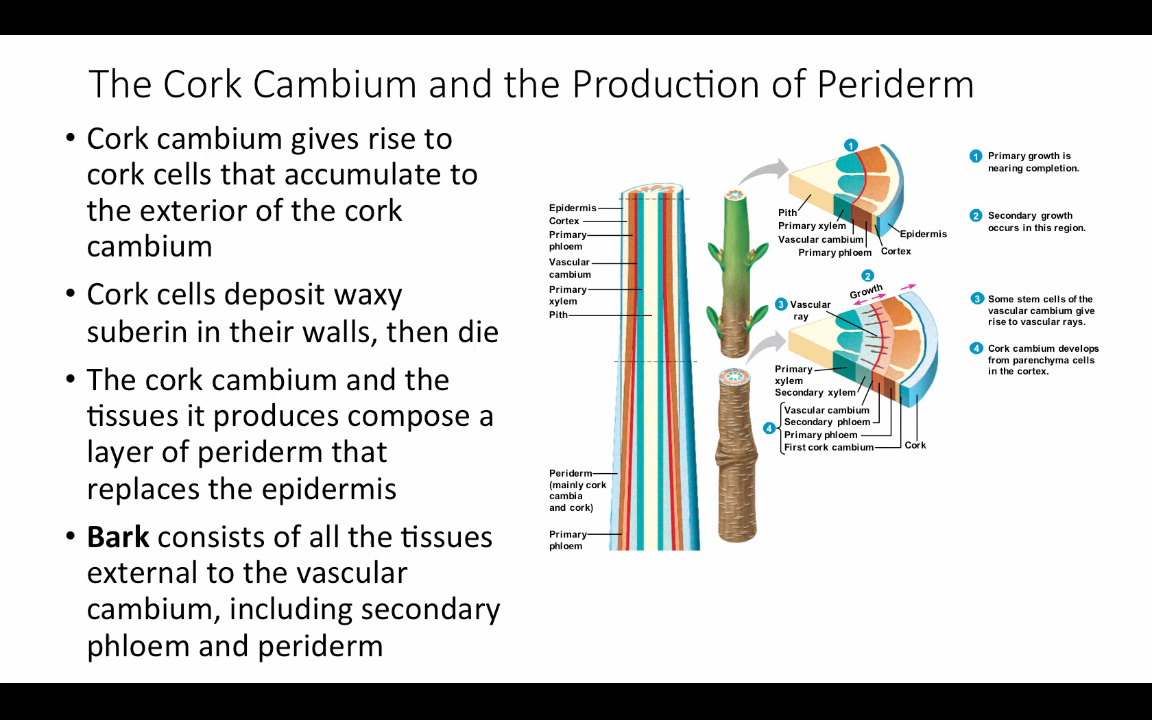 The Cork Cambium and the Production of Periderm
• Cork cambium gives rise to
cork cells that accumulate to
the exterior of the cork
cambium
• Cork cells deposit waxy
suberin in their walls, then die
• The cork cambium and the
tissues it produces compose a
layer of periderm that
replaces the epidermis
• Bark consists of all the tissues
external to the vascular
cambium, including secondary
phloem and periderm
Epidermis
Cortex
Primary
phloem
Vascular
cambium
Primary
xylem
Pith
Periderm
(mainly cork
cambia
and cork)
Primary
phloem
1
Pith
Primary xylem
Vascular cambium
Primary phloem
Cortex
Epidermis
2
Growth
3 Vascular
ray
Primary
xylem
Secondary xylem
4
Vascular cambium
Secondary phloem
Primary phloem
First cork cambium
Cork
1 Primary growth is
nearing completion.
2 Secondary growth
occurs in this region.
3 Some stem cells of the
vascular cambium give
rise to vascular rays.
4 Cork cambium develops
from parenchyma cells
in the cortex.